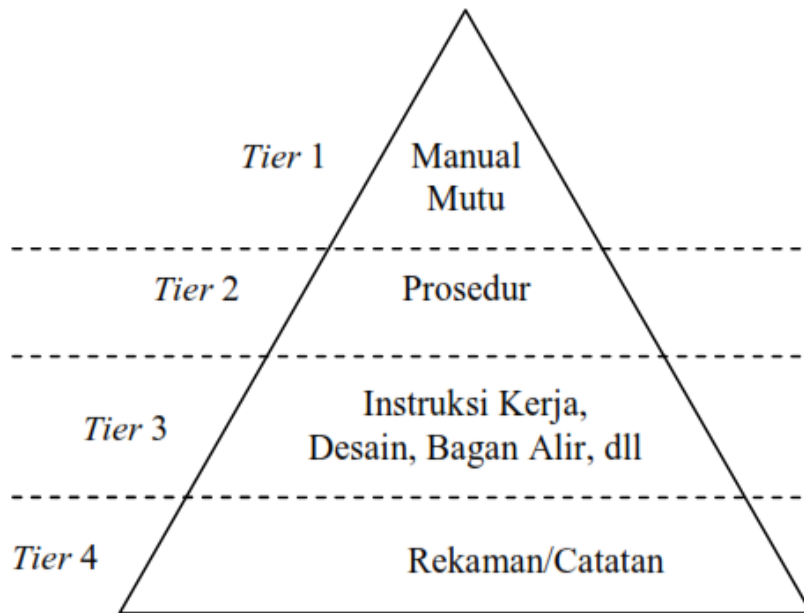 Tier 1
Manual
Mutu
Tier 2
Prosedur
Tier 3
Instruksi Kerja,
Desain, Bagan Alir, dll
Tier 4
Rekaman/Catatan